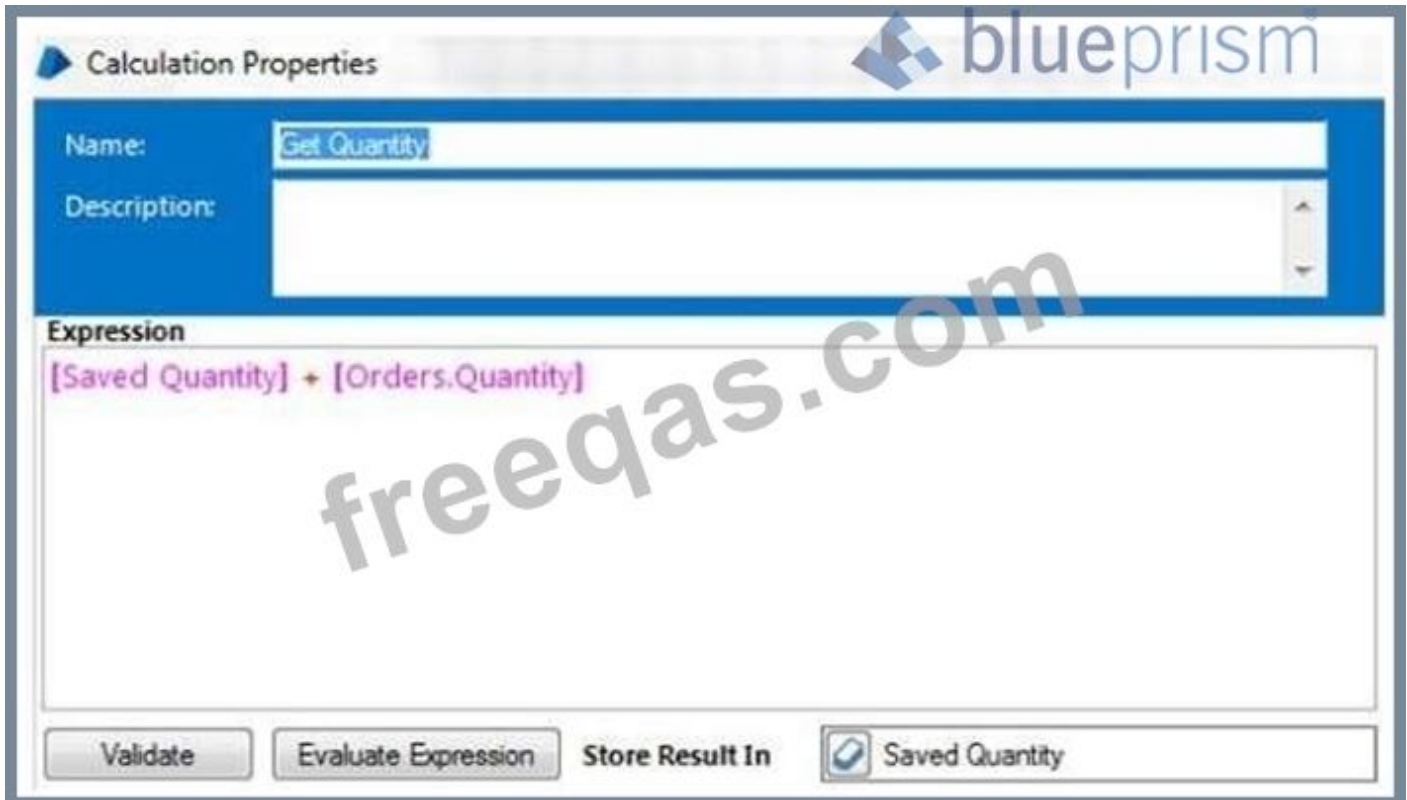 blueprism
Calculation Properties
Name: Get Quantity
Description:
Expression
[Saved Quantity] + [Orders.Quantity]
freeqas.com
Validate Evaluate Expression Store Result In Saved Quantity